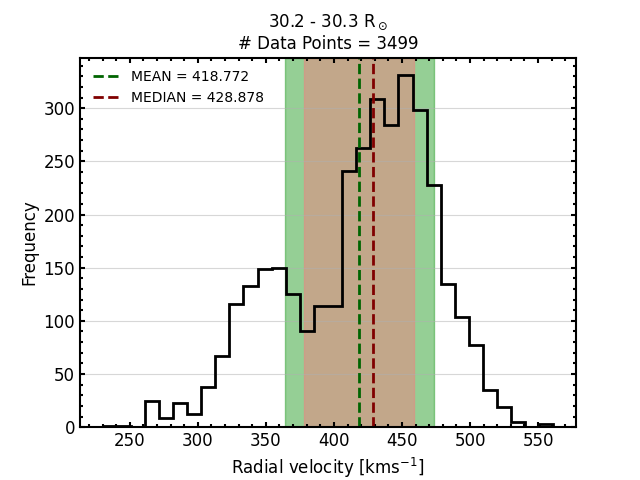 30.2 - 30.3 R⊙
# Data Points = 3499
MEAN = 418.772
MEDIAN = 428.878
Frequency
300
250
200
150
100
50
0
250 300 350 400 450 500 550
Radial velocity [kms⁻¹]